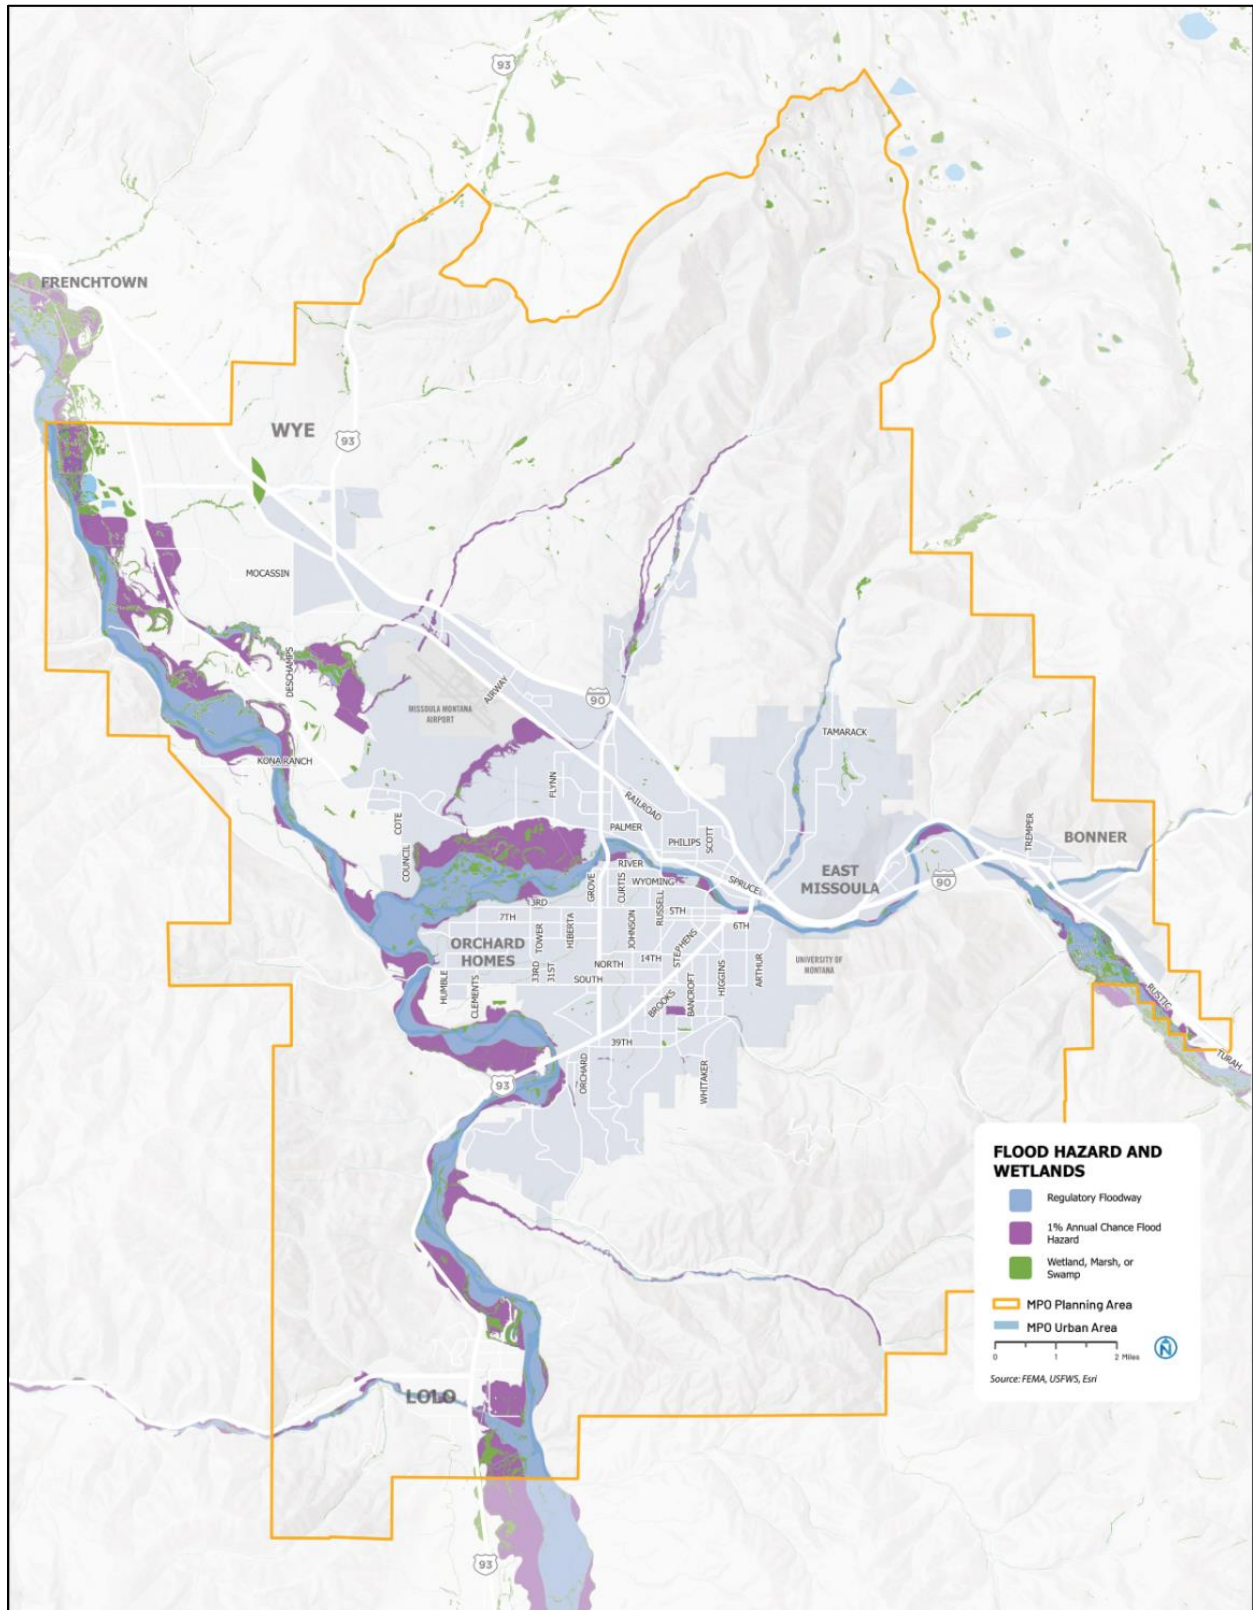 93
FRENCHTOWN
WYE
93
MOCASSIN
DESCHAMPS
AIRWAY
90
MISSOULA MONTANA
AIRPORT
TAMARACK
KONA RANCH
FLYNN
RAILROAD
COTE
COUNCIL
PALMER
PHILIPS
SCOTT
TREMPER
BONNER
RIVER
GROVE
CURTIS
WYOMING
SPRUCE
EAST
MISSOULA
90
3RD
7TH
RUSSELL
5TH
6TH
TOWER
HIBERTA
JOHNSON
STEPHENS
ORCHARD
HOMES
14TH
NORTH
SOUTH
33RD
31ST
HUMBLE
CLEMENTS
BROOKS
BANCROFT
HIGGINS
ARTHUR
UNIVERSITY OF
MONTANA
RUSTIC
TURAH
39TH
93
ORCHARD
WHITAKER
LOLO
93
FLOOD HAZARD AND
WETLANDS
Regulatory Floodway
1% Annual Chance Flood
Hazard
Wetland, Marsh, or
Swamp
MPO Planning Area
MPO Urban Area
0 1 2 Miles
N
Source: FEMA, USFWS, Esri